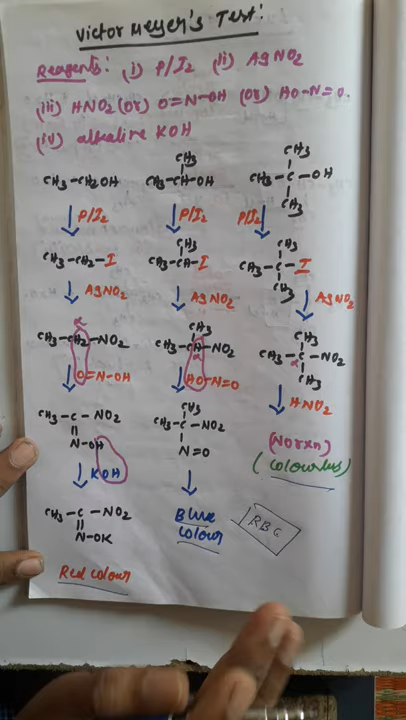 Victor Meyer's Test:
Reagents: (i) P/I2 (ii) AgNO2
(iii) HNO2 (or) O=N-OH (or) HO-N=O.
(iv) alkaline KOH
CH3
CH3
CH3-CH2OH CH3-CH-OH CH3-C-OH
CH3
P/I2 P/I2 P/I2
CH3 CH3
CH3-CH2-I CH3-CH-I CH3-C-I
CH3
AgNO2 AgNO2 AgNO2
α CH3 CH3
CH3-CH2-NO2 CH3-CH-NO2 CH3-C-NO2
α α CH3
O=N-OH HO-N=O HNO2
CH3
CH3-C-NO2 CH3-C-NO2 (No rxn)
N-OH N=O (Colourless)
KOH
CH3-C-NO2 Blue RBC
N-OK colour
Red colour